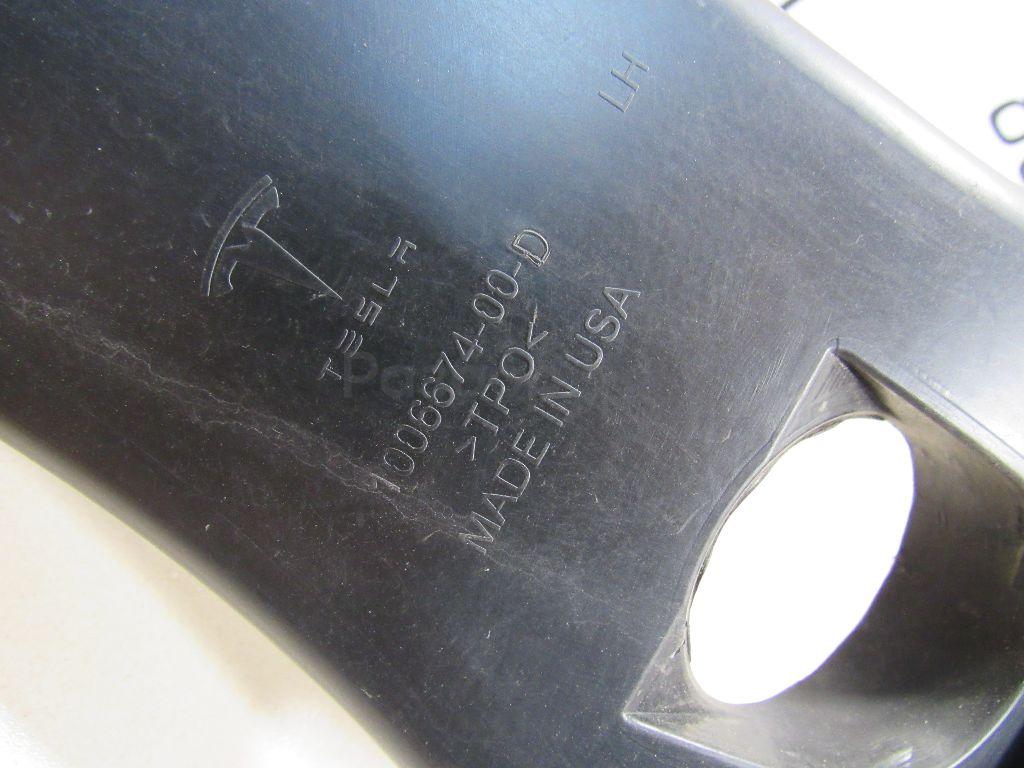 LH
TESLA
1006674-00-D
>TPO<
MADE IN USA